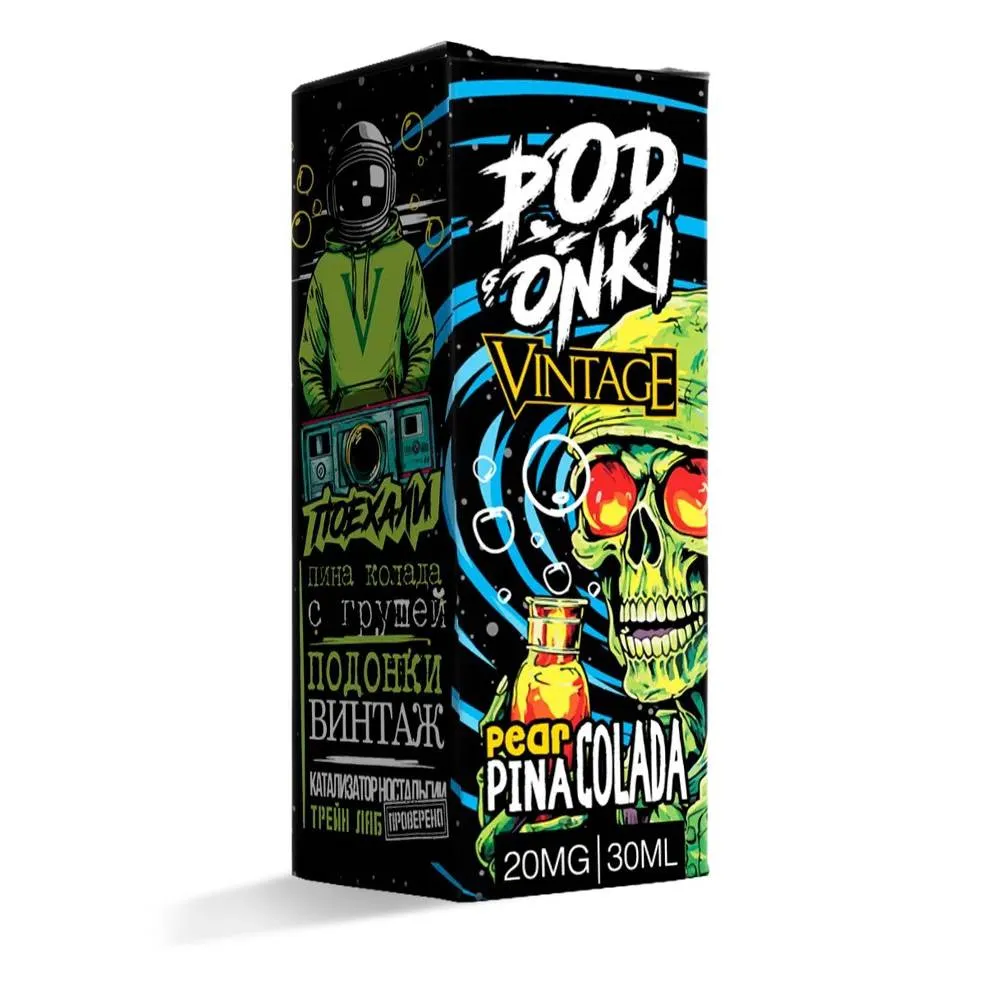 V
ПОЕХАЛИ
пина колада
с грушей
ПОДОНКИ
ВИНТАЖ
КАТАЛИЗАТОР НОСТАЛЬГИИ
ТРЕЙН ЛАБ ПРОВЕРЕНО
POD
ONKI
VINTAGE
pear
PINA COLADA
20MG|30ML